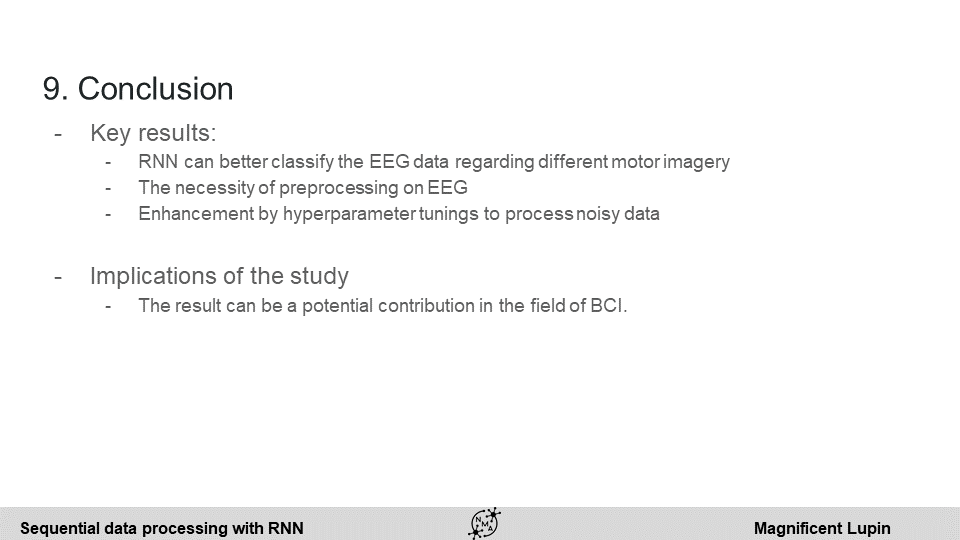 9. Conclusion
- Key results:
- RNN can better classify the EEG data regarding different motor imagery
- The necessity of preprocessing on EEG
- Enhancement by hyperparameter tunings to process noisy data
- Implications of the study
- The result can be a potential contribution in the field of BCI.
Sequential data processing with RNN
NMA
Magnificent Lupin